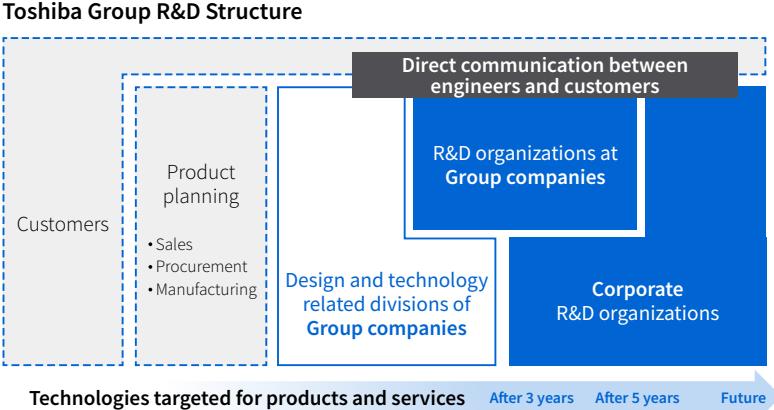 Toshiba Group R&D Structure
Direct communication between
engineers and customers
Customers
Product
planning
• Sales
• Procurement
• Manufacturing
Design and technology
related divisions of
Group companies
R&D organizations at
Group companies
Corporate
R&D organizations
Technologies targeted for products and services After 3 years After 5 years Future